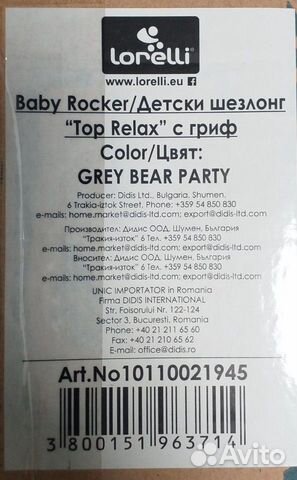 lorelli®
www.lorelli.eu
Baby Rocker/Детски шезлонг
“Top Relax” с гриф
Color/Цвят:
GREY BEAR PARTY
Producer: Didis Ltd., Bulgaria, Shumen,
6 Trakia-iztok Street, Phone: +359 54 850 830
e-mails: home.market@didis-ltd.com; export@didis-ltd.com
Производител: Дидис ООД, Шумен, България
"Тракия-изток" 6 Тел. +359 54 850 830
e-mails: home.market@didis-ltd.com; export@didis-ltd.com
Вносител: Дидис ООД, Шумен, България
"Тракия-изток" 6 Тел. +359 54 850 830
e-mails: home.market@didis-ltd.com; export@didis-ltd.com
UNIC IMPORTATOR in Romania
Firma DIDIS INTERNATIONAL
Str. Foisorului Nr. 122-124
Sector 3, Bucuresti, Romania
Phone: +40 21 211 65 60
Fax: +40 21 210 65 62
E-mail: office@didis.ro
Art.No10110021945
3 800151 963714
Avito